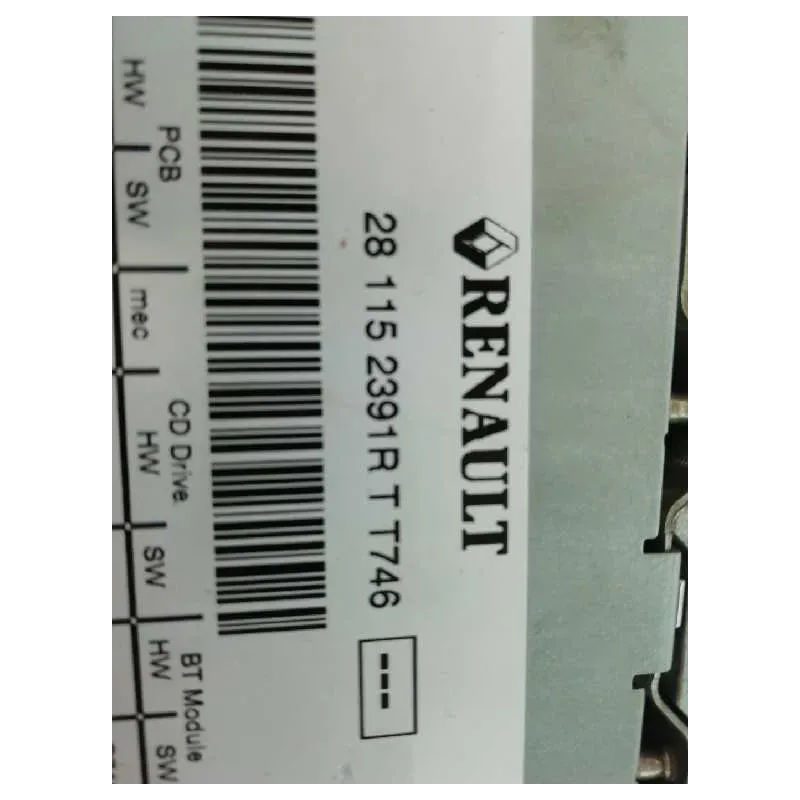 RENAULT
28 115 2391R T T746 ---
PCB
CD Drive
BT Module
HW
SW
mec
HW
SW
HW
SW